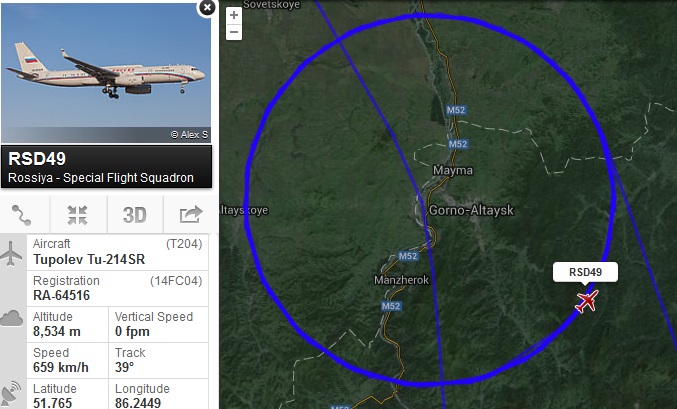 © Alex S
RSD49
Rossiya - Special Flight Squadron
3D
Aircraft (T204)
Tupolev Tu-214SR
Registration (14FC04)
RA-64516
Altitude Vertical Speed
8,534 m 0 fpm
Speed Track
659 km/h 39°
Latitude Longitude
51.765 86.2449
Sovetskoye
+
−
M52
M52
Mayma
ltayskoye
Gorno-Altaysk
M52
RSD49
Manzherok
M52
M52